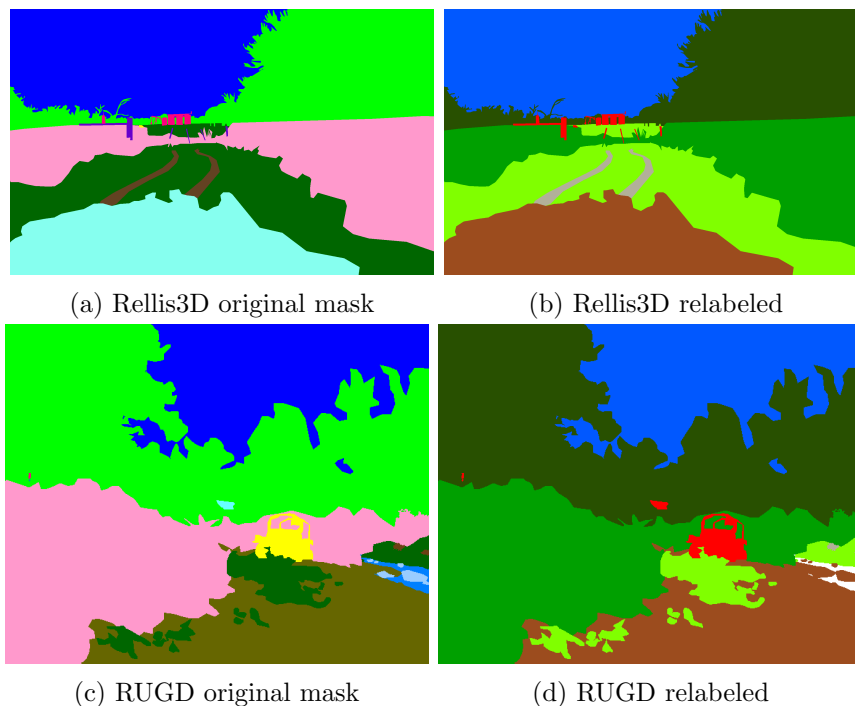 (a) Rellis3D original mask
(b) Rellis3D relabeled
(c) RUGD original mask
(d) RUGD relabeled